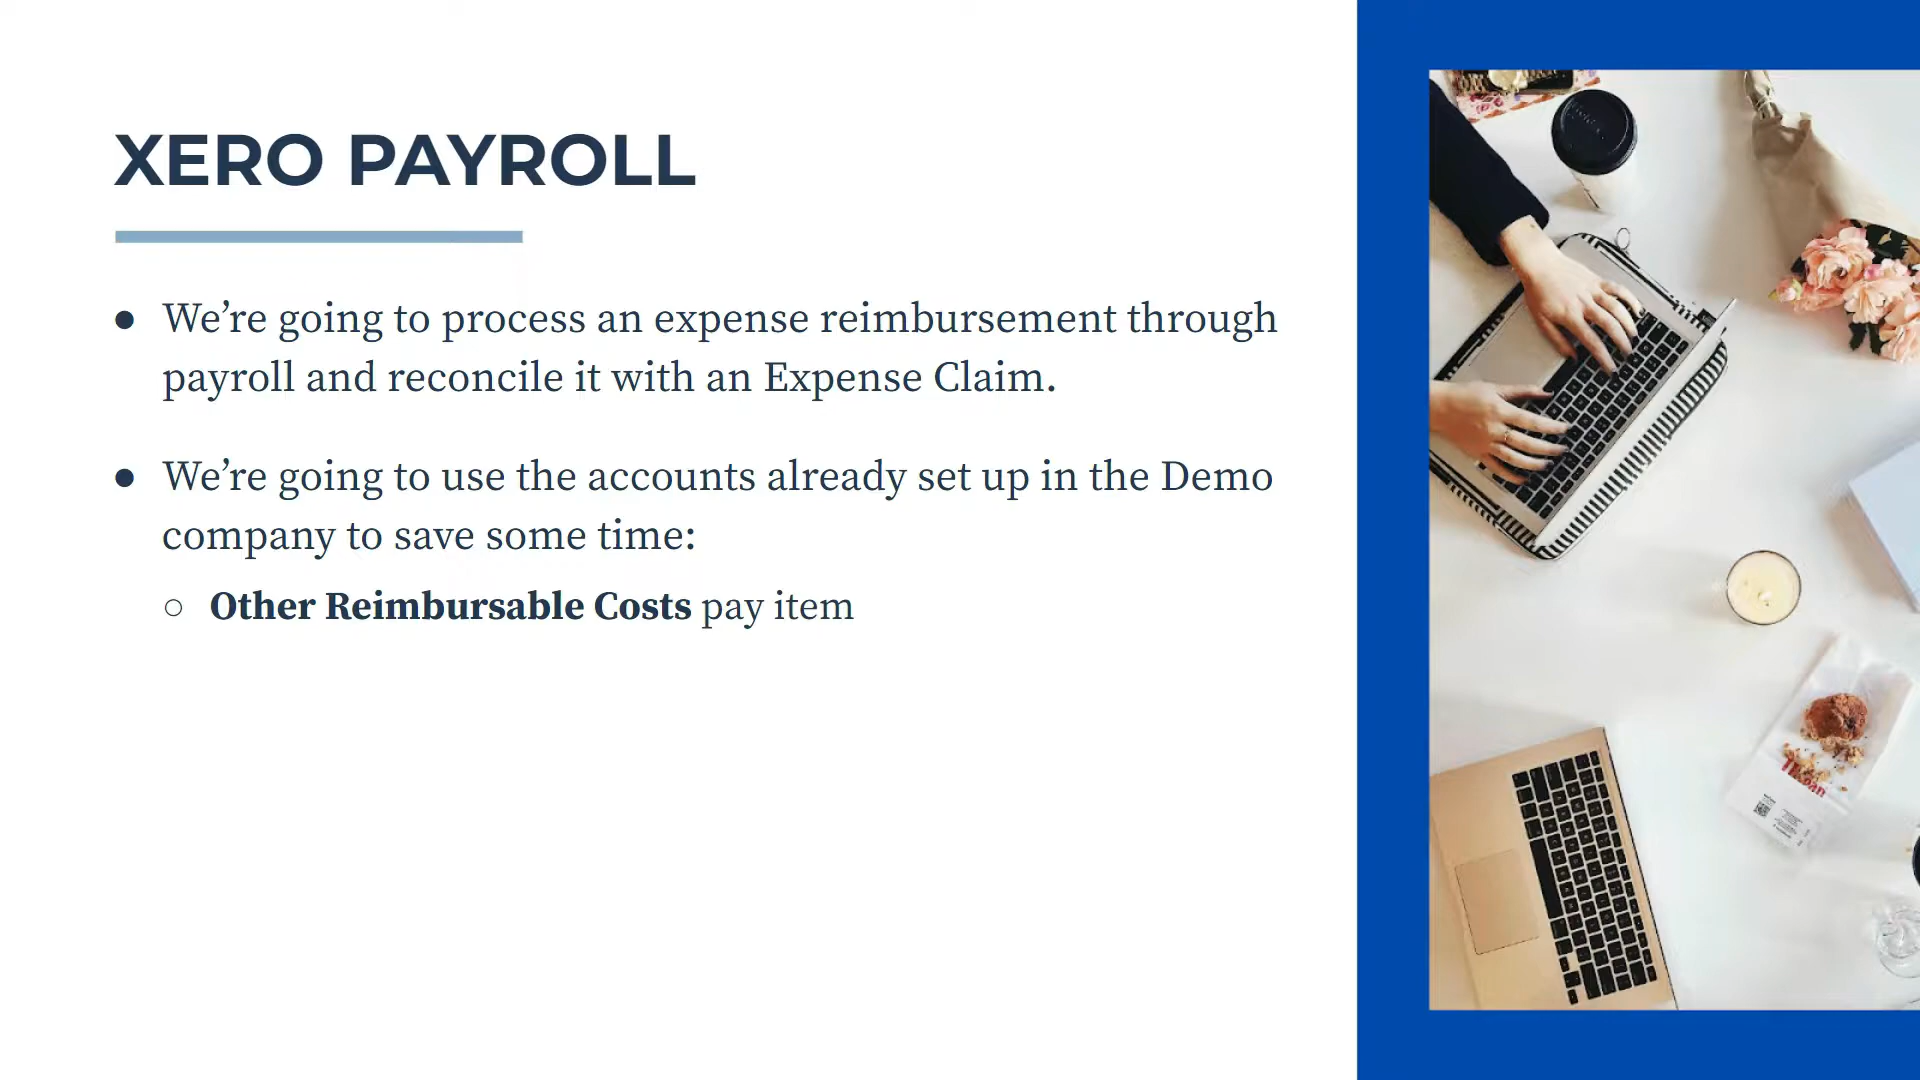 XERO PAYROLL
● We’re going to process an expense reimbursement through
payroll and reconcile it with an Expense Claim.
● We’re going to use the accounts already set up in the Demo
company to save some time:
○ Other Reimbursable Costs pay item